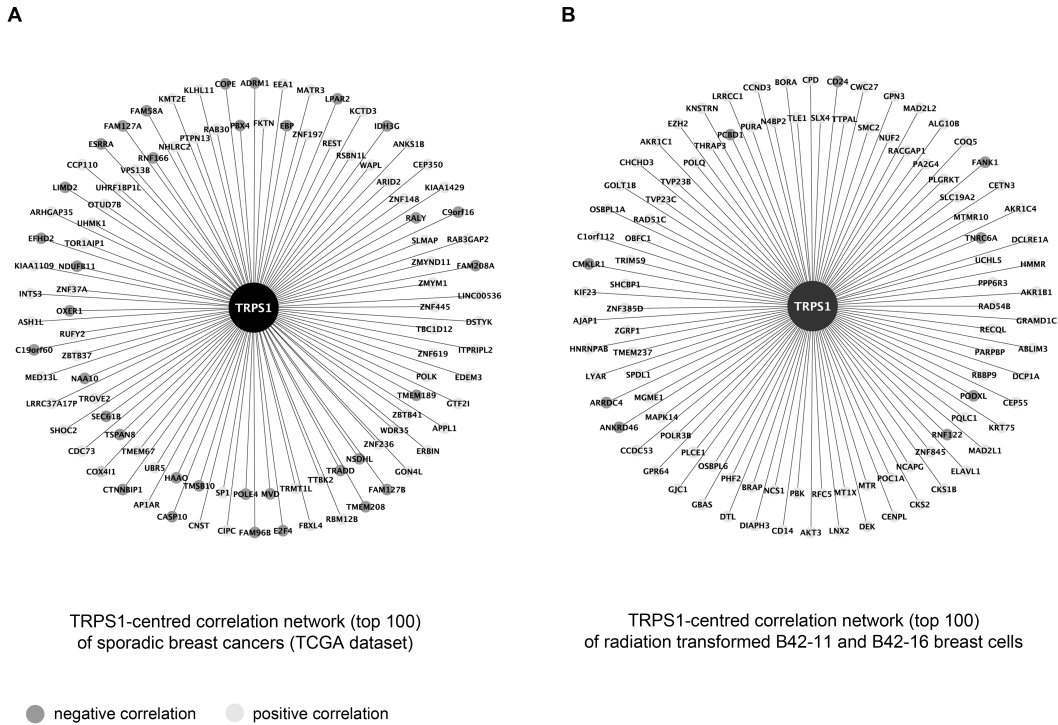 A
B
COPE ADRM1 EEA1
KLHL11 MATR3
KMT2E LPAR2
FAM58A KCTD3
RAB30 PBX4 FKTN EBP ZNF197
FAM127A PTPN13 REST IDH3G
ESRRA NHLRC2 RSBN1L ANKS1B
RNF166 WAPL
CCP110 VPS13B CEP350
LIMD2 UHRF1BP1L ARID2 KIAA1429
OTUD7B ZNF148
ARHGAP35 UHMK1 RALY C9orf16
EFHD2 TOR1AIP1 SLMAP RAB3GAP2
KIAA1109 NDUFB11 ZMYND11 FAM208A
INTS3 ZNF37A ZMYM1 LINC00536
ASH1L OXER1 ZNF445 DSTYK
RUFY2 TBC1D12
C19orf60 ZBTB37 ZNF619 ITPRIPL2
MED13L NAA10 POLK EDEM3
LRRC37A17P TROVE2 TMEM189 GTF2I
SEC61B ZBTB41
SHOC2 TSPAN8 WDR35 APPL1
CDC73 TMEM67 ZNF236 ERBIN
COX4I1 UBR5 NSDHL GON4L
CTNNBIP1 HAAO TMSB10 SP1 POLE4 MVD TRMT1L TTBK2 TRADD FAM127B
AP1AR TMEM208
CASP10 RBM12B
CNST CIPC FAM96B E2F4 FBXL4
TRPS1
BORA CPD CD24
CCND3 CWC27
LRRCC1 GPN3
KNSTRN N4BP2 TLE1 SLX4 TTPAL MAD2L2
EZH2 PCBD1 PURA SMC2 NUF2 ALG10B
AKR1C1 THRAP3 RACGAP1 COQ5
CHCHD3 POLQ PA2G4 FANK1
GOLT1B TVP23B PLGRKT CETN3
OSBPL1A TVP23C SLC19A2 AKR1C4
RAD51C MTMR10
C1orf112 OBFC1 TNRC6A DCLRE1A
CMKLR1 TRIM59 UCHL5 HMMR
KIF23 SHCBP1 PPP6R3 AKR1B1
AJAP1 ZNF385D RAD54B GRAMD1C
HNRNPAB ZGRF1 RECQL ABLIM3
LYAR TMEM237 PARPBP DCP1A
ARRDC4 SPDL1 RBBP9 CEP55
ANKRD46 MGME1 PODXL KRT75
CCDC53 MAPK14 PQLC1 MAD2L1
GPR64 POLR3B RNF122 ELAVL1
GJC1 PLCE1 ZNF845 CKS1B
GBAS OSBPL6 NCAPG CKS2
DTL PHF2 BRAP NCS1 PBK RFC5 MT1X MTR POC1A CENPL
DIAPH3 CD14 AKT3 LNX2 DEK
TRPS1
TRPS1-centred correlation network (top 100)
of sporadic breast cancers (TCGA dataset)
TRPS1-centred correlation network (top 100)
of radiation transformed B42-11 and B42-16 breast cells
negative correlation
positive correlation